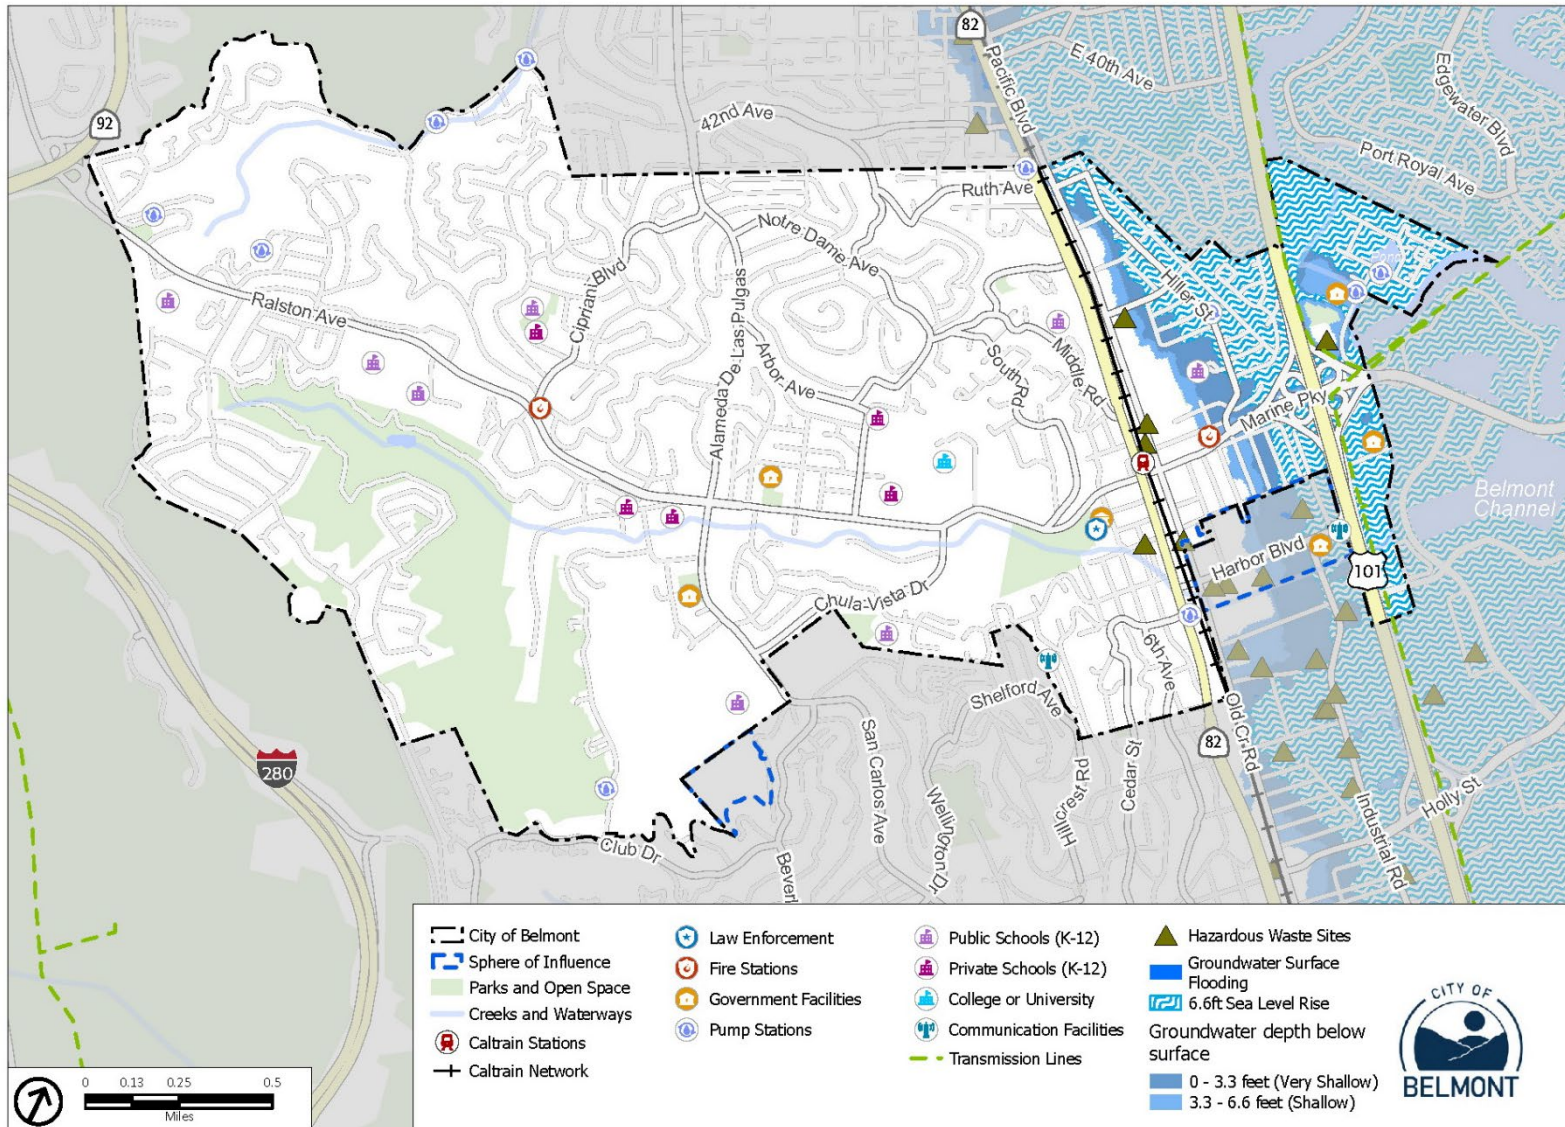 82
Pacific Blvd
E 40th Ave
Edgewater Blvd
92
42nd Ave
Port Royal Ave
Ruth Ave
Notre Dame Ave
Hiller St
Cipriani Blvd
Ralston Ave
Alameda De Las Pulgas
Arbor Ave
South Rd
Middle Rd
Marine Pky
Belmont
Channel
Harbor Blvd
101
Chula Vista Dr
6th Ave
Shelford Ave
Old Cr Rd
82
280
San Carlos Ave
Wellington Dr
Hillcrest Rd
Cedar St
Industrial Rd
Holly St
Club Dr
Beverl
City of Belmont
Sphere of Influence
Parks and Open Space
Creeks and Waterways
Caltrain Stations
Caltrain Network
Law Enforcement
Fire Stations
Government Facilities
Pump Stations
Public Schools (K-12)
Private Schools (K-12)
College or University
Communication Facilities
Transmission Lines
Hazardous Waste Sites
Groundwater Surface
Flooding
6.6ft Sea Level Rise
Groundwater depth below
surface
0 - 3.3 feet (Very Shallow)
3.3 - 6.6 feet (Shallow)
CITY OF
BELMONT
0 0.13 0.25 0.5
Miles